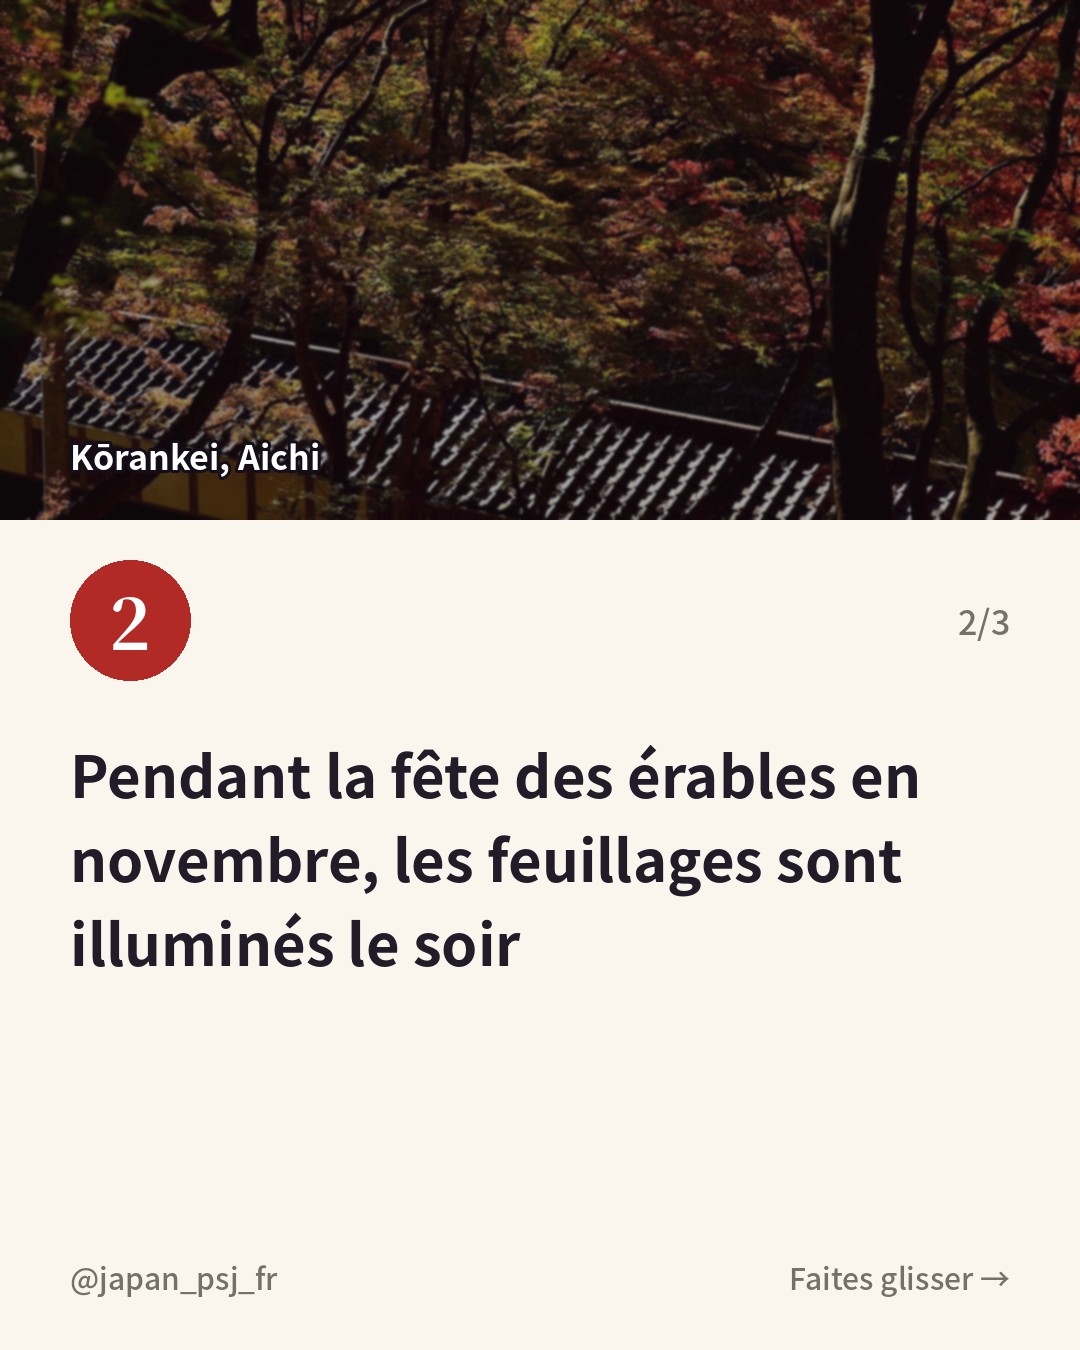 Kōrankei, Aichi
2
2/3
Pendant la fête des érables en
novembre, les feuillages sont
illuminés le soir
@japan_psj_fr
Faites glisser →